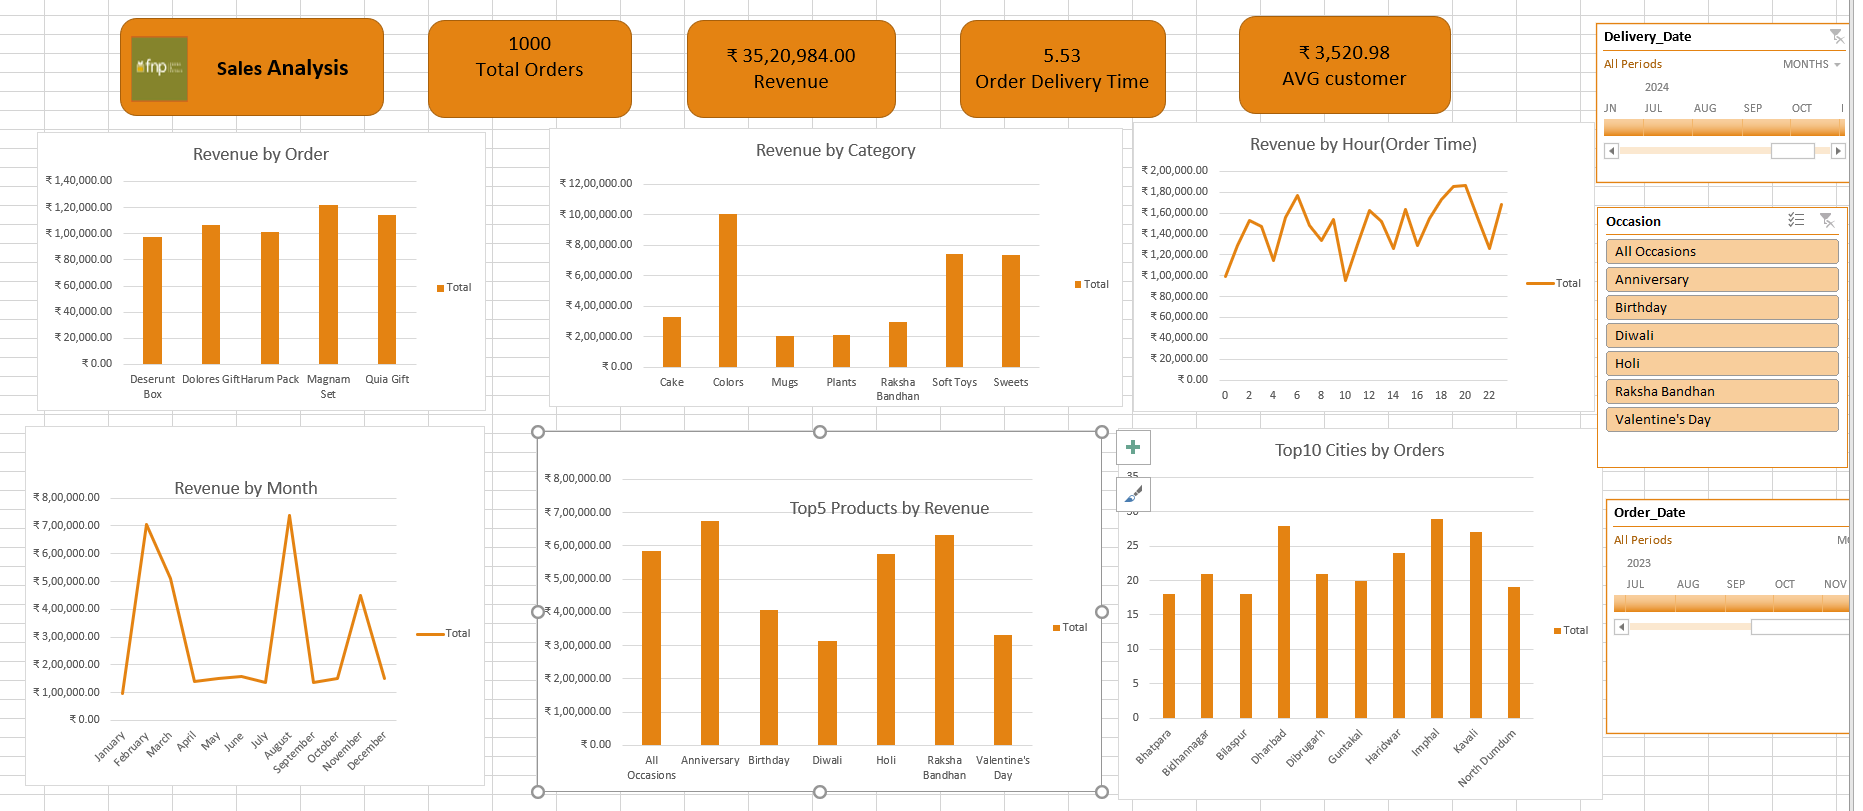 fnp
Sales Analysis
1000
Total Orders
₹ 35,20,984.00
Revenue
5.53
Order Delivery Time
₹ 3,520.98
AVG customer
Delivery_Date
All Periods
MONTHS
2024
JN JUL AUG SEP OCT
Revenue by Order
₹ 1,40,000.00
₹ 1,20,000.00
₹ 1,00,000.00
₹ 80,000.00
₹ 60,000.00
₹ 40,000.00
₹ 20,000.00
₹ 0.00
Deserunt Box
Dolores Gift
Harum Pack
Magnam Set
Quia Gift
Total
Revenue by Category
₹ 12,00,000.00
₹ 10,00,000.00
₹ 8,00,000.00
₹ 6,00,000.00
₹ 4,00,000.00
₹ 2,00,000.00
₹ 0.00
Cake
Colors
Mugs
Plants
Raksha Bandhan
Soft Toys
Sweets
Total
Revenue by Hour(Order Time)
₹ 2,00,000.00
₹ 1,80,000.00
₹ 1,60,000.00
₹ 1,40,000.00
₹ 1,20,000.00
₹ 1,00,000.00
₹ 80,000.00
₹ 60,000.00
₹ 40,000.00
₹ 20,000.00
₹ 0.00
0 2 4 6 8 10 12 14 16 18 20 22
Total
Occasion
All Occasions
Anniversary
Birthday
Diwali
Holi
Raksha Bandhan
Valentine's Day
Revenue by Month
₹ 8,00,000.00
₹ 7,00,000.00
₹ 6,00,000.00
₹ 5,00,000.00
₹ 4,00,000.00
₹ 3,00,000.00
₹ 2,00,000.00
₹ 1,00,000.00
₹ 0.00
January
February
March
April
May
June
July
August
September
October
November
December
Total
Top5 Products by Revenue
₹ 8,00,000.00
₹ 7,00,000.00
₹ 6,00,000.00
₹ 5,00,000.00
₹ 4,00,000.00
₹ 3,00,000.00
₹ 2,00,000.00
₹ 1,00,000.00
₹ 0.00
All Occasions
Anniversary
Birthday
Diwali
Holi
Raksha Bandhan
Valentine's Day
Total
Top10 Cities by Orders
35
30
25
20
15
10
5
0
Bhatpara
Bidhannagar
Bilaspur
Dhanbad
Dibrugarh
Guntakal
Haridwar
Imphal
Kavali
North Dumdum
Total
Order_Date
All Periods
MO
2023
JUL AUG SEP OCT NOV